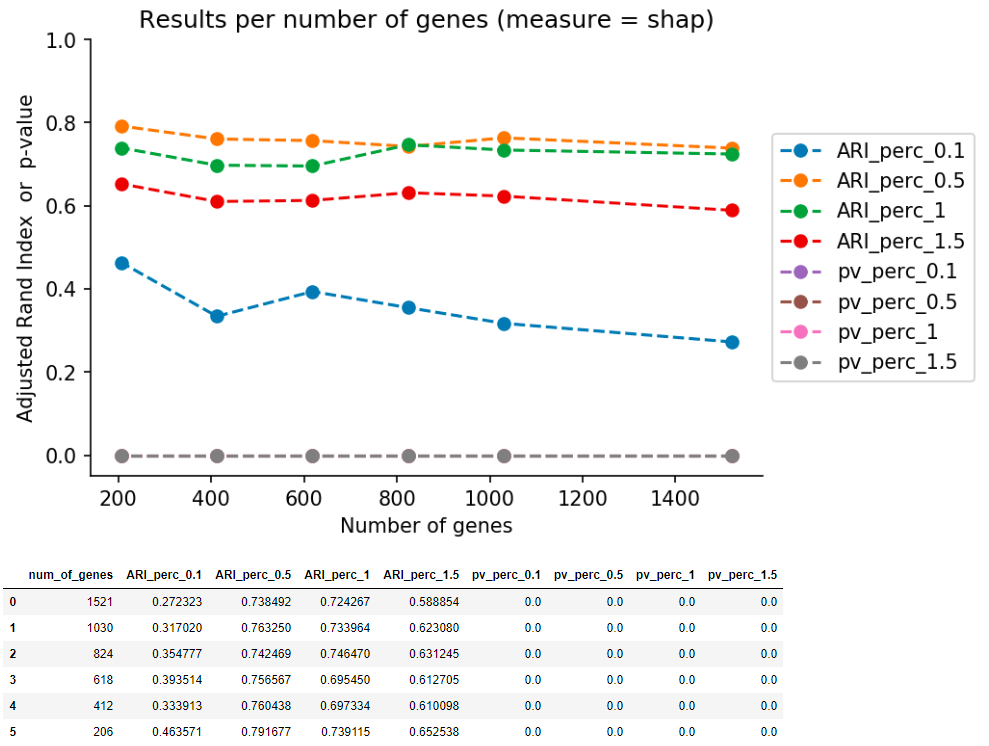 Results per number of genes (measure = shap)
1.0
0.8
0.6
0.4
0.2
0.0
Adjusted Rand Index or p-value
200 400 600 800 1000 1200 1400
Number of genes
ARI_perc_0.1
ARI_perc_0.5
ARI_perc_1
ARI_perc_1.5
pv_perc_0.1
pv_perc_0.5
pv_perc_1
pv_perc_1.5
num_of_genes ARI_perc_0.1 ARI_perc_0.5 ARI_perc_1 ARI_perc_1.5 pv_perc_0.1 pv_perc_0.5 pv_perc_1 pv_perc_1.5
0 1521 0.272323 0.738492 0.724267 0.588854 0.0 0.0 0.0 0.0
1 1030 0.317020 0.763250 0.733964 0.623080 0.0 0.0 0.0 0.0
2 824 0.354777 0.742469 0.746470 0.631245 0.0 0.0 0.0 0.0
3 618 0.393514 0.756567 0.695450 0.612705 0.0 0.0 0.0 0.0
4 412 0.333913 0.760438 0.697334 0.610098 0.0 0.0 0.0 0.0
5 206 0.463571 0.791677 0.739115 0.652538 0.0 0.0 0.0 0.0